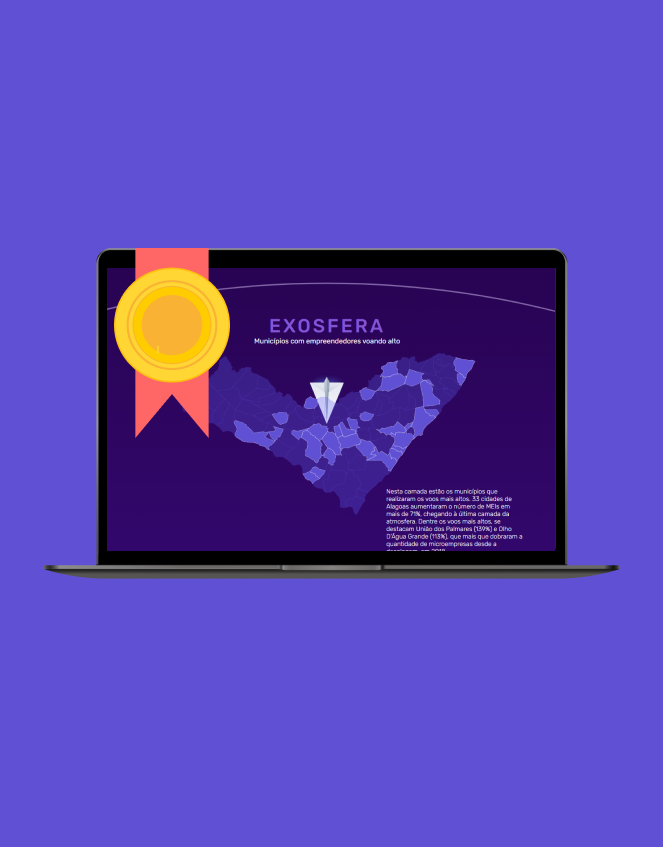 EXOSFERA
Municípios com empreendedores voando alto
Nesta camada estão os municípios que
realizaram os voos mais altos. 33 cidades de
Alagoas aumentaram o número de MEIs em
mais de 71%, chegando à última camada da
atmosfera. Dentre os voos mais altos, se
destacam União dos Palmares (139%) e Olho
D'Água Grande (113%), que mais que dobraram a
quantidade de microempresas desde a